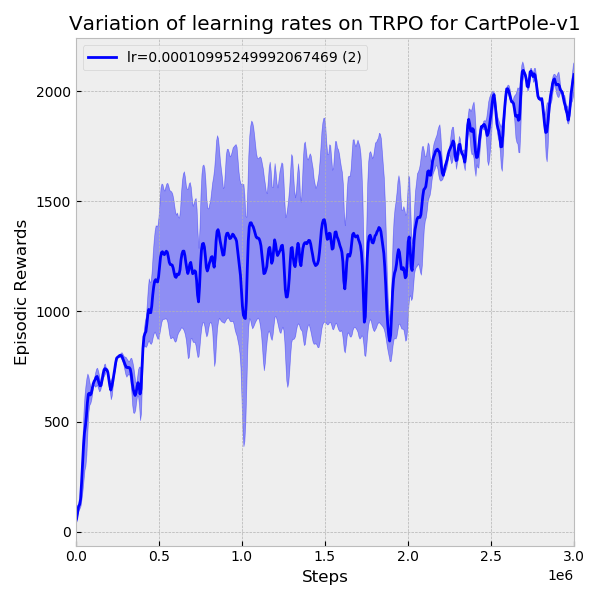 Variation of learning rates on TRPO for CartPole-v1
lr=0.00010995249992067469 (2)
Episodic Rewards
2000
1500
1000
500
0
0.0 0.5 1.0 1.5 2.0 2.5 3.0
1e6
Steps